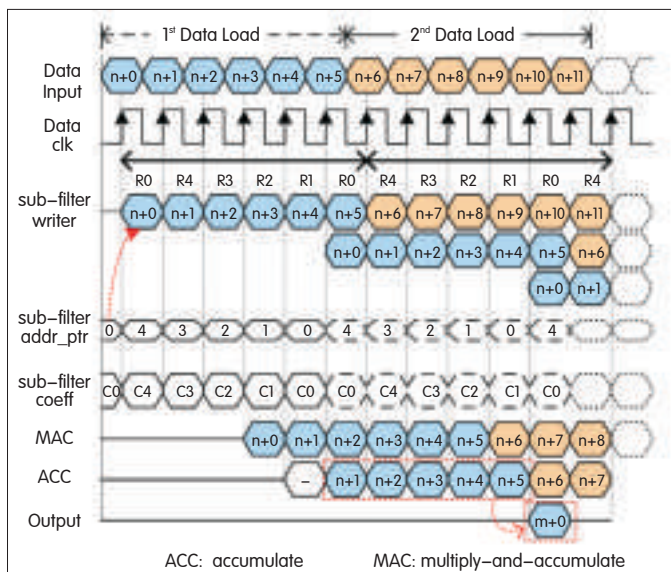 1st Data Load 2nd Data Load
Data Input n+0 n+1 n+2 n+3 n+4 n+5 n+6 n+7 n+8 n+9 n+10 n+11
Data clk
R0 R4 R3 R2 R1 R0 R4 R3 R2 R1 R0 R4
sub-filter writer n+0 n+1 n+2 n+3 n+4 n+5 n+6 n+7 n+8 n+9 n+10 n+11
n+0 n+1 n+2 n+3 n+4 n+5 n+6
n+0 n+1
sub-filter addr_ptr 0 4 3 2 1 0 4 3 2 1 0 4
sub-filter coeff C0 C4 C3 C2 C1 C0 C0 C4 C3 C2 C1 C0
MAC n+0 n+1 n+2 n+3 n+4 n+5 n+6 n+7 n+8
ACC – n+1 n+2 n+3 n+4 n+5 n+6 n+7
Output m+0
ACC: accumulate MAC: multiply-and-accumulate